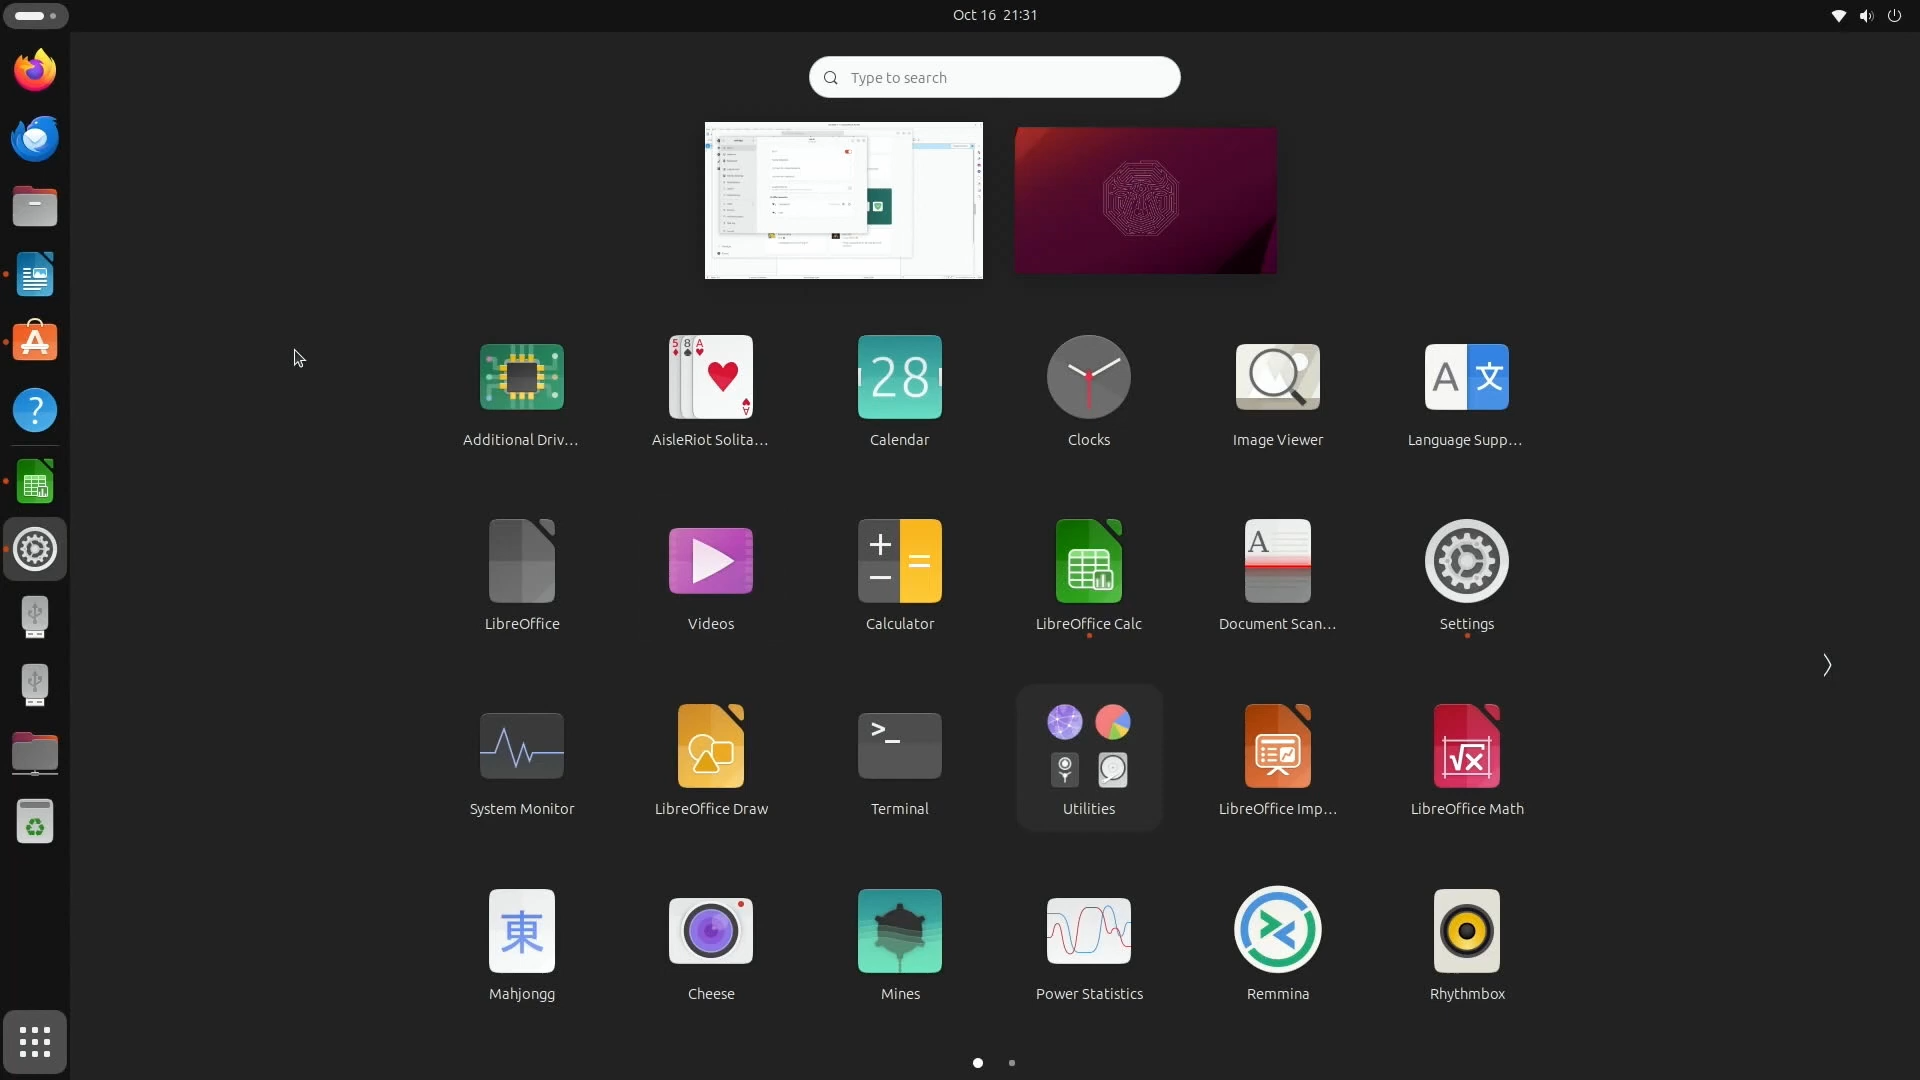 Oct 16 21:31
Type to search
Additional Driv...
AisleRiot Solita...
Calendar
Clocks
Image Viewer
Language Supp...
LibreOffice
Videos
Calculator
LibreOffice Calc
Document Scan...
Settings
System Monitor
LibreOffice Draw
Terminal
Utilities
LibreOffice Imp...
LibreOffice Math
Mahjongg
Cheese
Mines
Power Statistics
Remmina
Rhythmbox
5 8 A
A
28
A 文
A
>_
√x
東
?